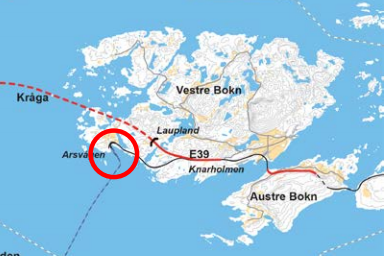 Vestre Bokn
Kråga
Laupland
Arsvågen
E39
Knarholmen
Austre Bokn